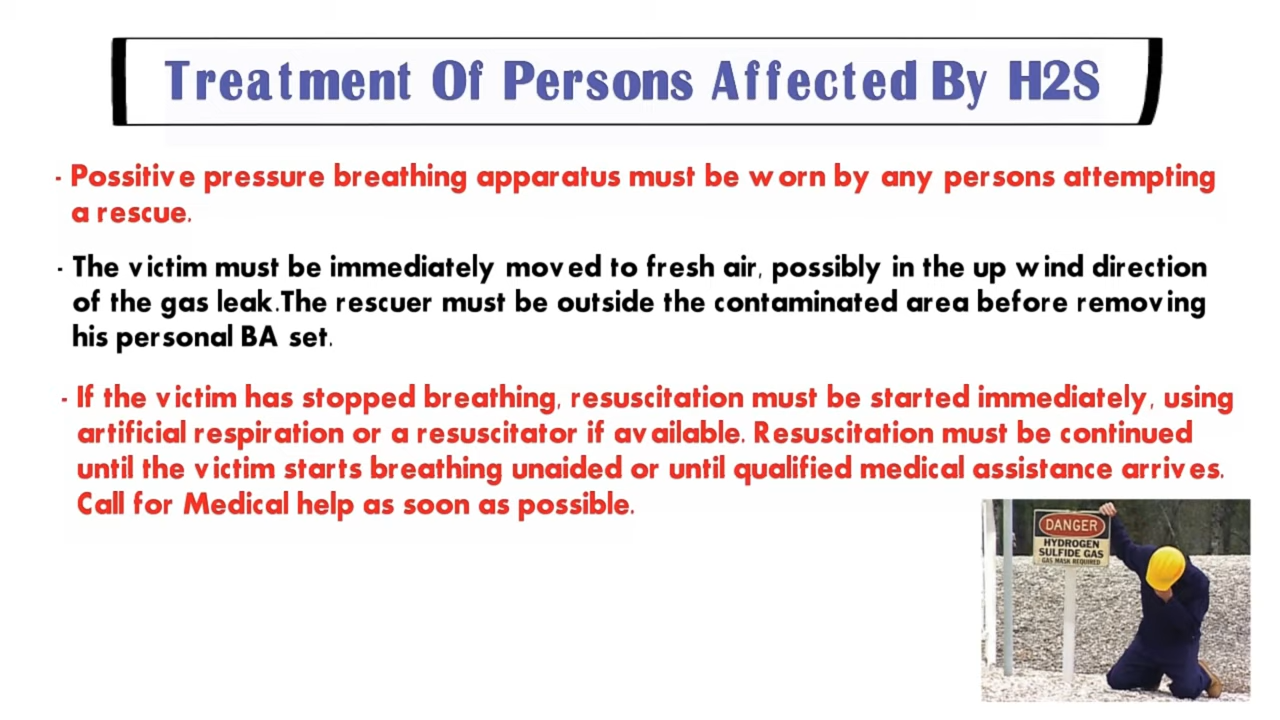 Treatment Of Persons Affected By H2S
- Possitive pressure breathing apparatus must be worn by any persons attempting
a rescue.
- The victim must be immediately moved to fresh air, possibly in the up wind direction
of the gas leak.The rescuer must be outside the contaminated area before removing
his personal BA set.
- If the victim has stopped breathing, resuscitation must be started immediately, using
artificial respiration or a resuscitator if available. Resuscitation must be continued
until the victim starts breathing unaided or until qualified medical assistance arrives.
Call for Medical help as soon as possible.
DANGER
HYDROGEN
SULFIDE GAS
GAS MASK REQUIRED